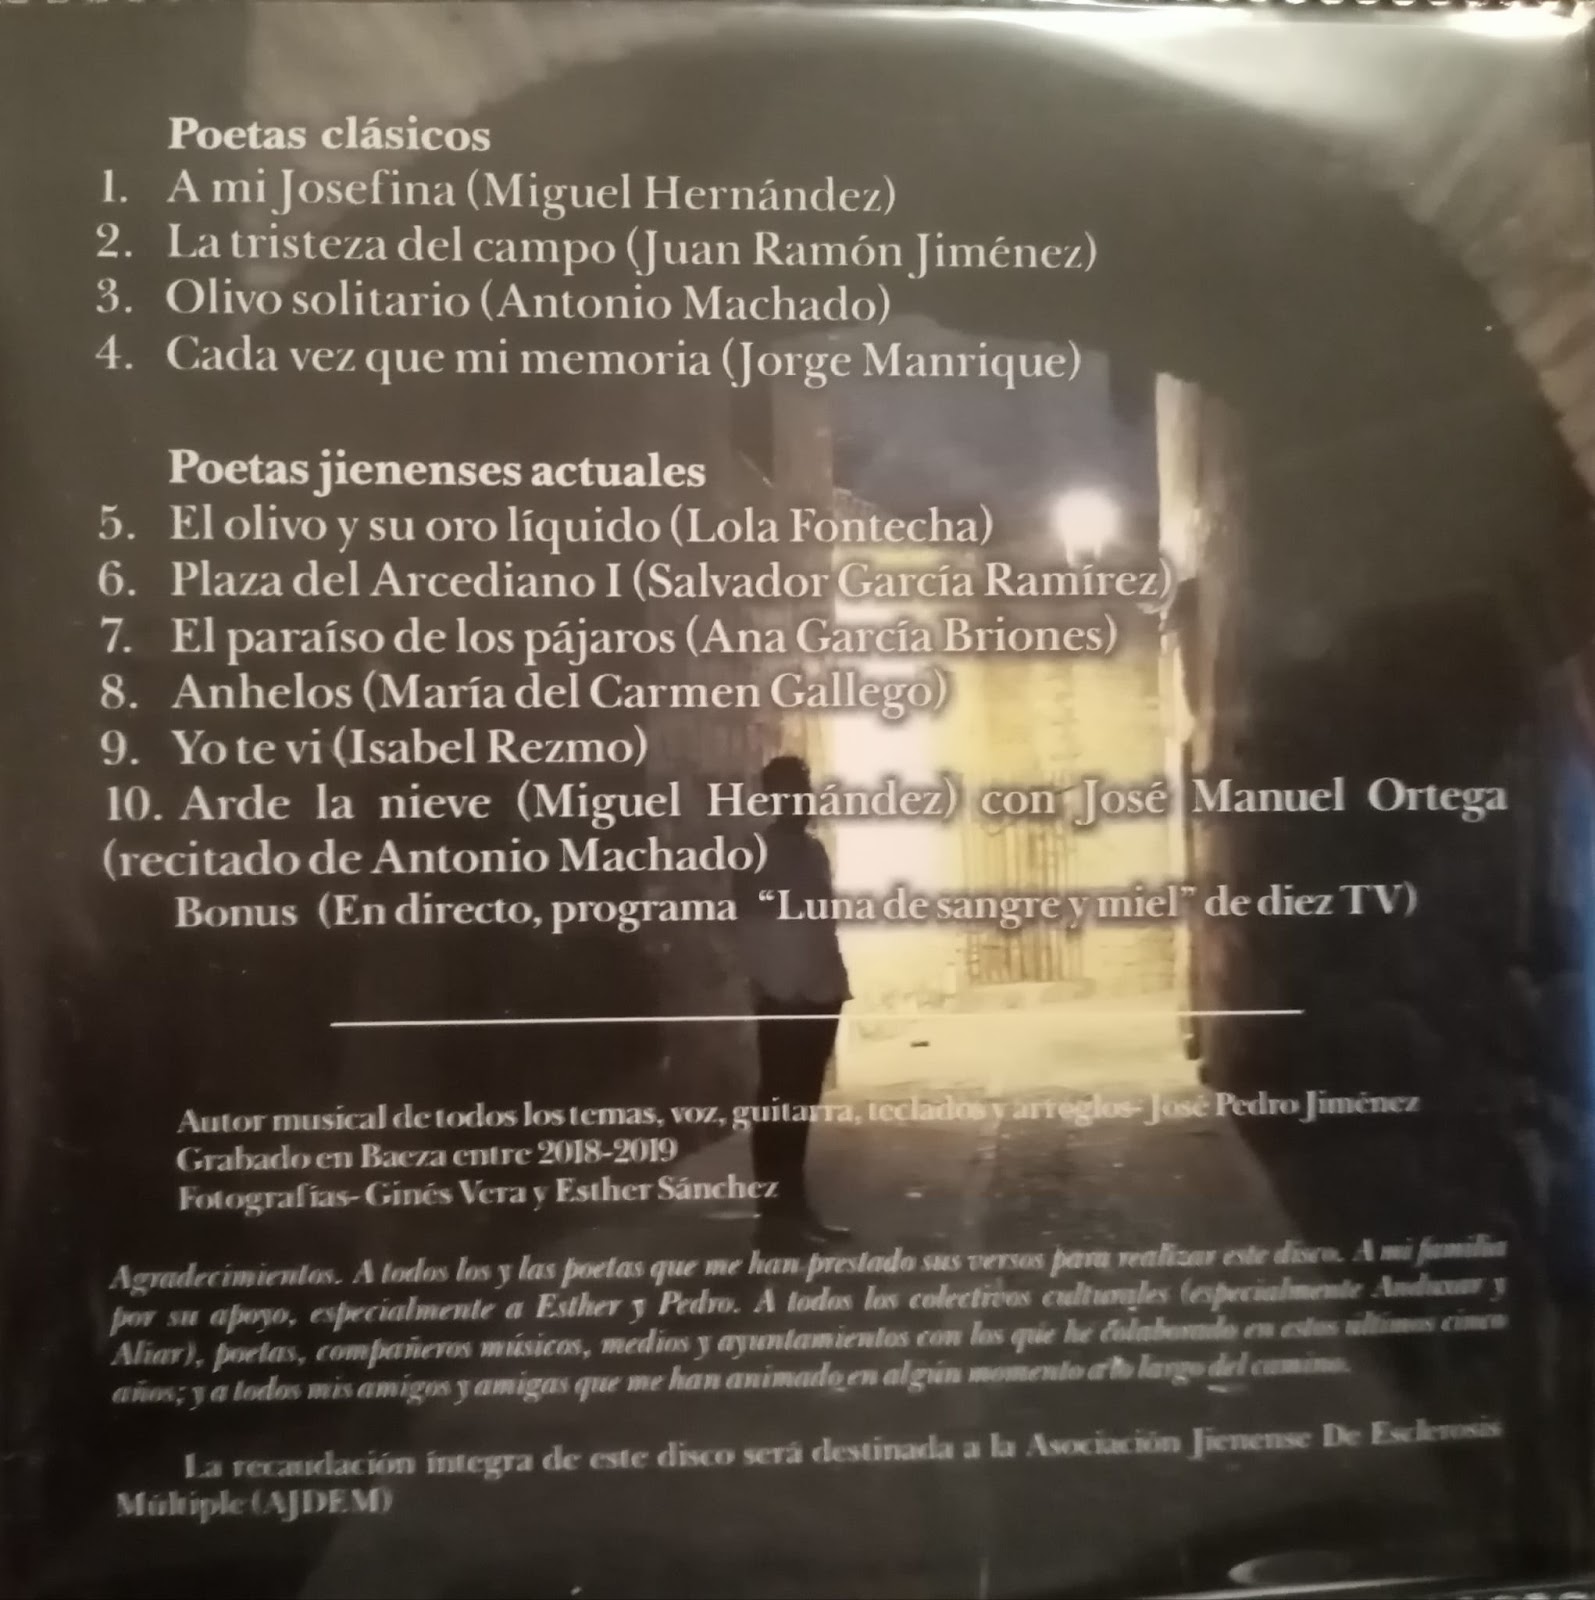 Poetas clásicos
1. A mi Josefina (Miguel Hernández)
2. La tristeza del campo (Juan Ramón Jiménez)
3. Olivo solitario (Antonio Machado)
4. Cada vez que mi memoria (Jorge Manrique)
Poetas jienenses actuales
5. El olivo y su oro líquido (Lola Fontecha)
6. Plaza del Arcediano I (Salvador García Ramírez)
7. El paraíso de los pájaros (Ana García Briones)
8. Anhelos (María del Carmen Gallego)
9. Yo te vi (Isabel Rezmo)
10. Arde la nieve (Miguel Hernández) con José Manuel Ortega
(recitado de Antonio Machado)
Bonus (En directo, programa “Luna de sangre y miel” de diez TV)
Autor musical de todos los temas, voz, guitarra, teclados y arreglos- José Pedro Jiménez
Grabado en Baeza entre 2018-2019
Fotografías- Ginés Vera y Esther Sánchez
Agradecimientos. A todos los y las poetas que me han prestado sus versos para realizar este disco. A mi familia
por su apoyo, especialmente a Esther y Pedro. A todos los colectivos culturales (especialmente y
Aliar), poetas, compañeros músicos, medios y ayuntamientos con los que he colaborado en estos últimos cinco
años; y a todos mis amigos y amigas que me han animado en algún momento a lo largo del camino.
La recaudación íntegra de este disco será destinada a la Asociación Jienense De Esclerosis
Múltiple (AJDEM)